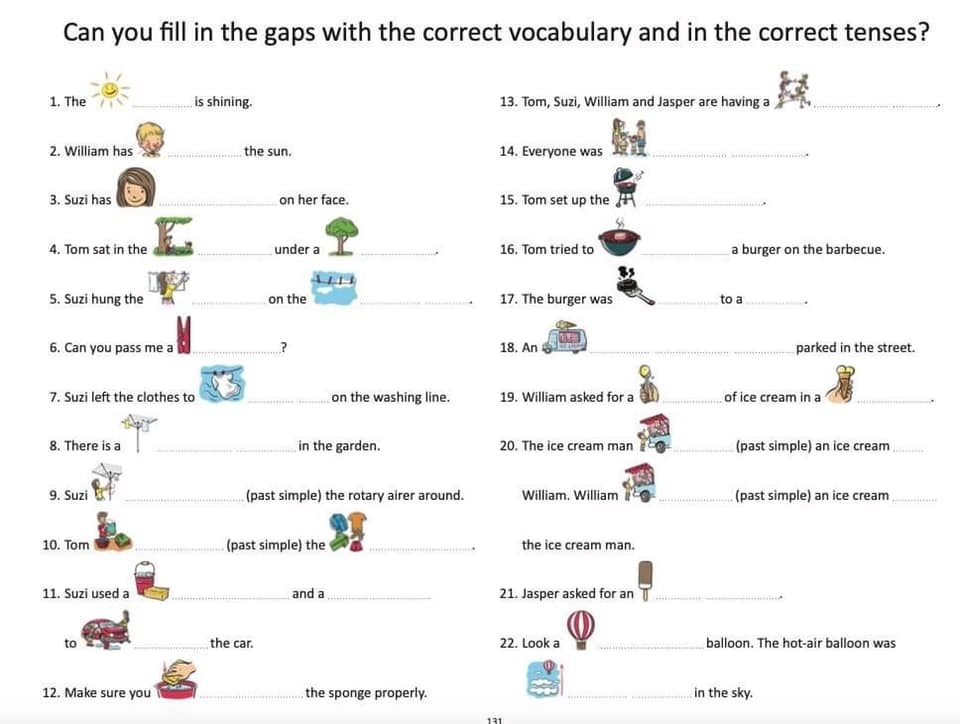 Can you fill in the gaps with the correct vocabulary and in the correct tenses?
1. The .................. is shining.
2. William has .................. the sun.
3. Suzi has .................. on her face.
4. Tom sat in the .................. under a .................. .
5. Suzi hung the .................. on the .................. .................. .
6. Can you pass me a .................. ?
7. Suzi left the clothes to .................. .................. on the washing line.
8. There is a .................. .................. in the garden.
9. Suzi .................. (past simple) the rotary airer around.
10. Tom .................. (past simple) the .................. .
11. Suzi used a .................. and a ..................
to .................. the car.
12. Make sure you .................. the sponge properly.
13. Tom, Suzi, William and Jasper are having a .................. .................. .
14. Everyone was .................. .................. .
15. Tom set up the .................. .
16. Tom tried to .................. a burger on the barbecue.
17. The burger was .................. to a .................. .
18. An .................. .................. .................. parked in the street.
19. William asked for a .................. of ice cream in a .................. .
20. The ice cream man .................. (past simple) an ice cream ..................
William. William .................. (past simple) an ice cream ..................
the ice cream man.
21. Jasper asked for an .................. .................. .
22. Look a .................. balloon. The hot-air balloon was
.................. .................. in the sky.
131